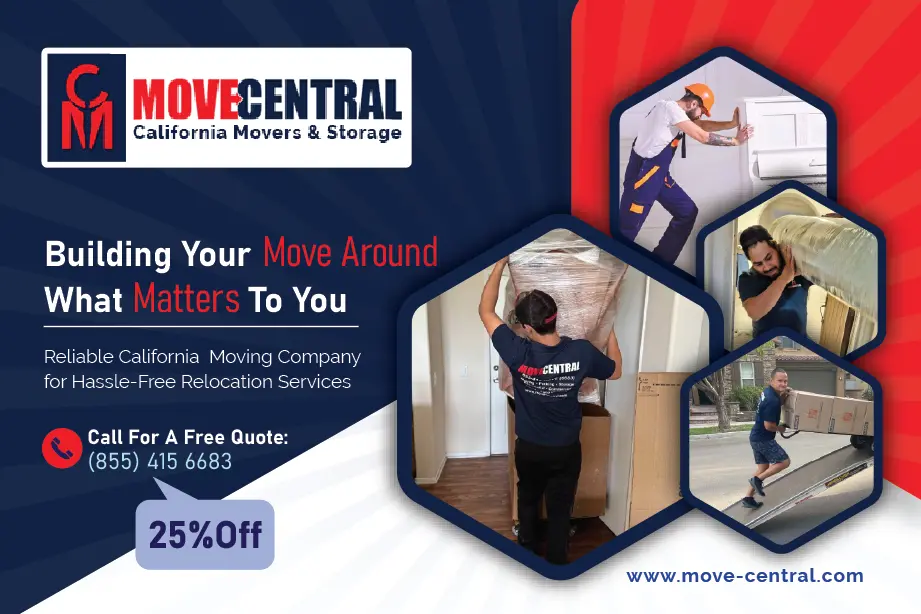 CM
MOVECENTRAL
California Movers & Storage
Building Your Move Around
What Matters To You
Reliable California Moving Company
for Hassle-Free Relocation Services
Call For A Free Quote:
(855) 415 6683
25%Off
MOVECENTRAL
www.move-central.com